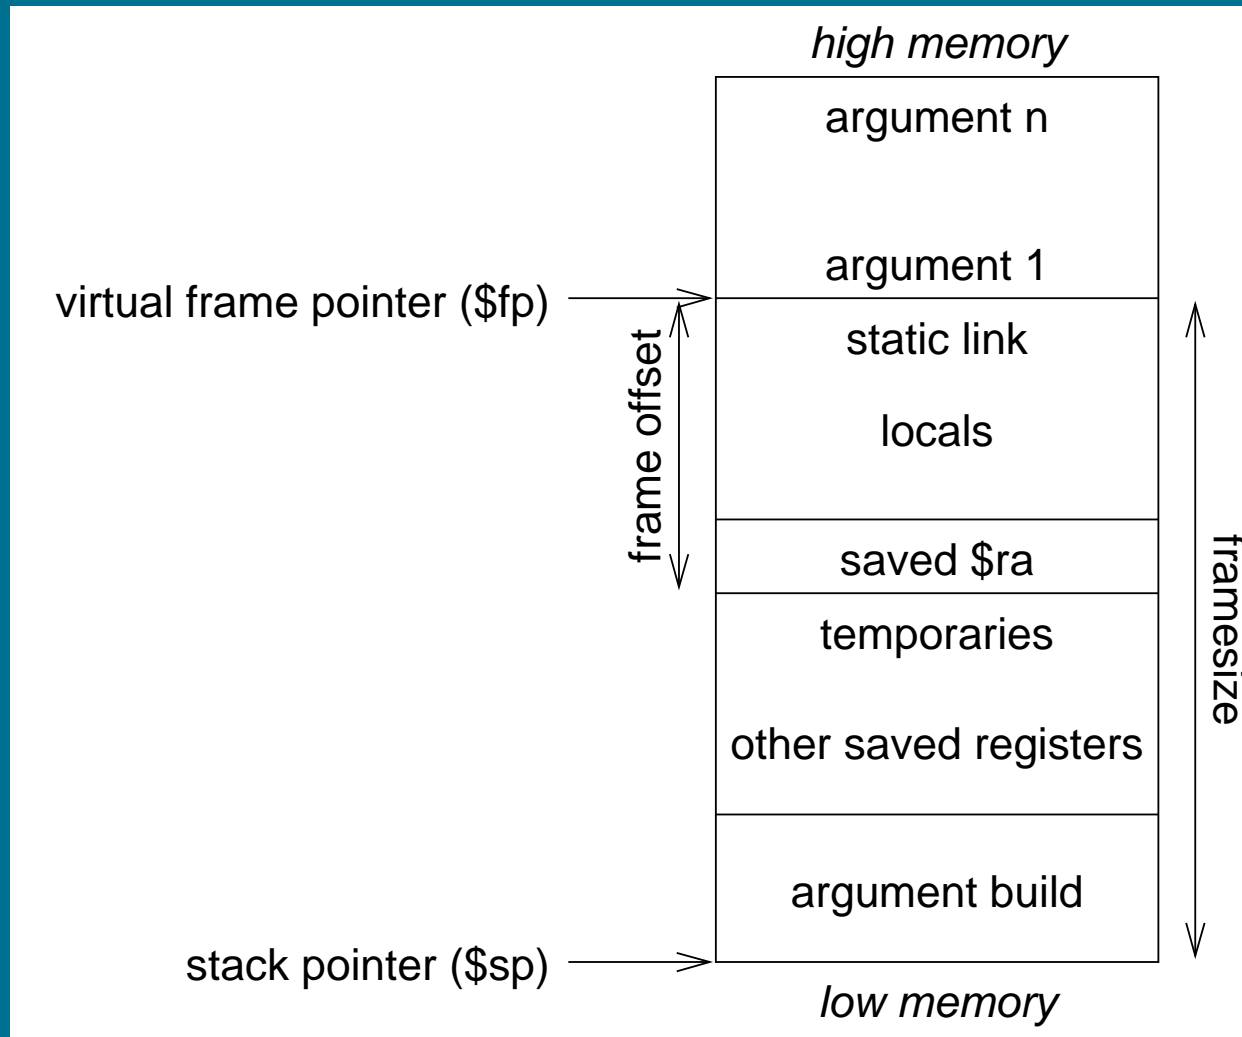 high memory
argument n
argument 1
virtual frame pointer ($fp)
static link
frame offset
locals
saved $ra
framesize
temporaries
other saved registers
argument build
stack pointer ($sp)
low memory